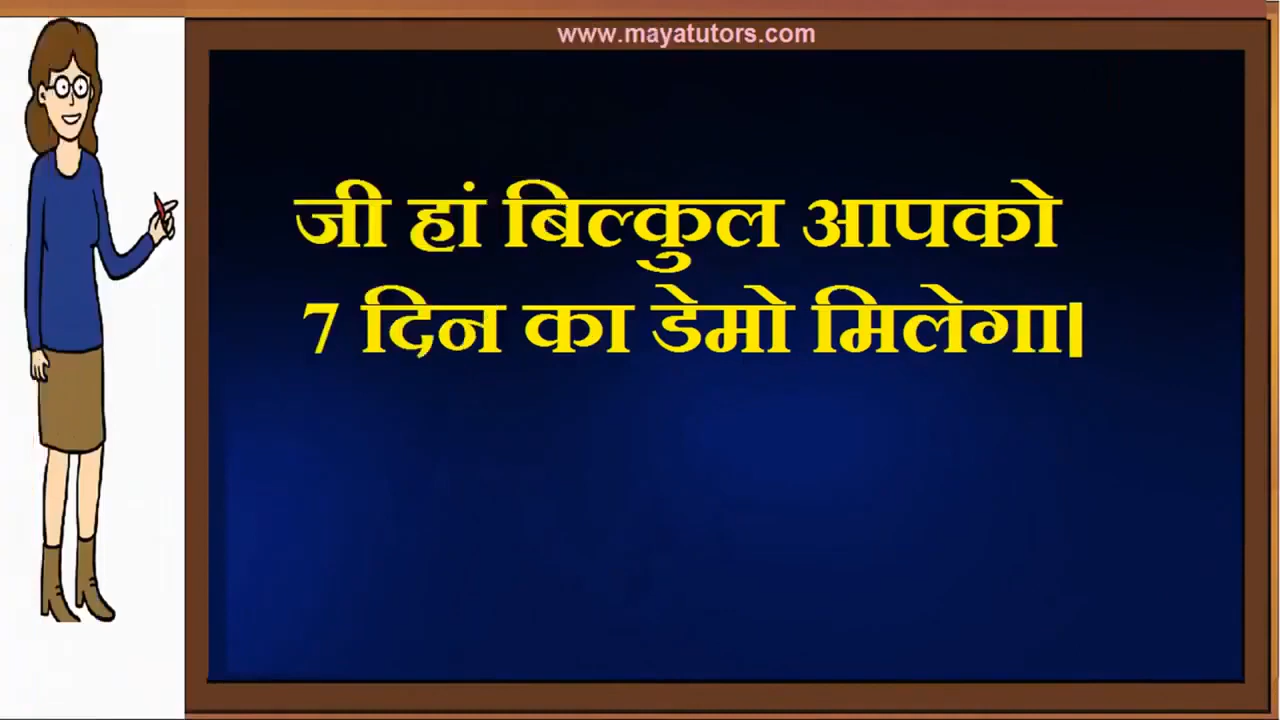 www.mayatutors.com
जी हां बिल्कुल आपको
7 दिन का डेमो मिलेगा।